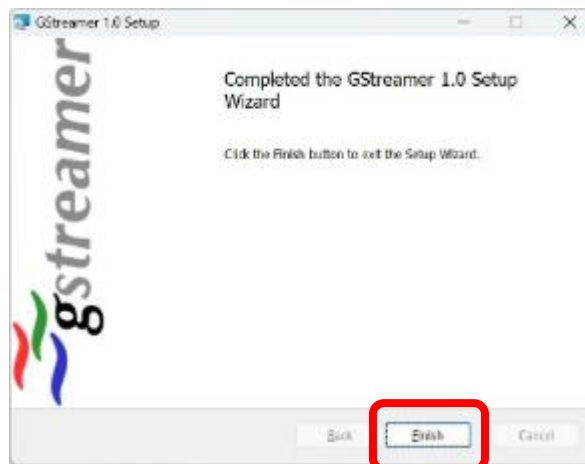 GStreamer 1.0 Setup
gstreamer
Completed the GStreamer 1.0 Setup
Wizard
Click the Finish button to exit the Setup Wizard.
Back
Finish
Cancel